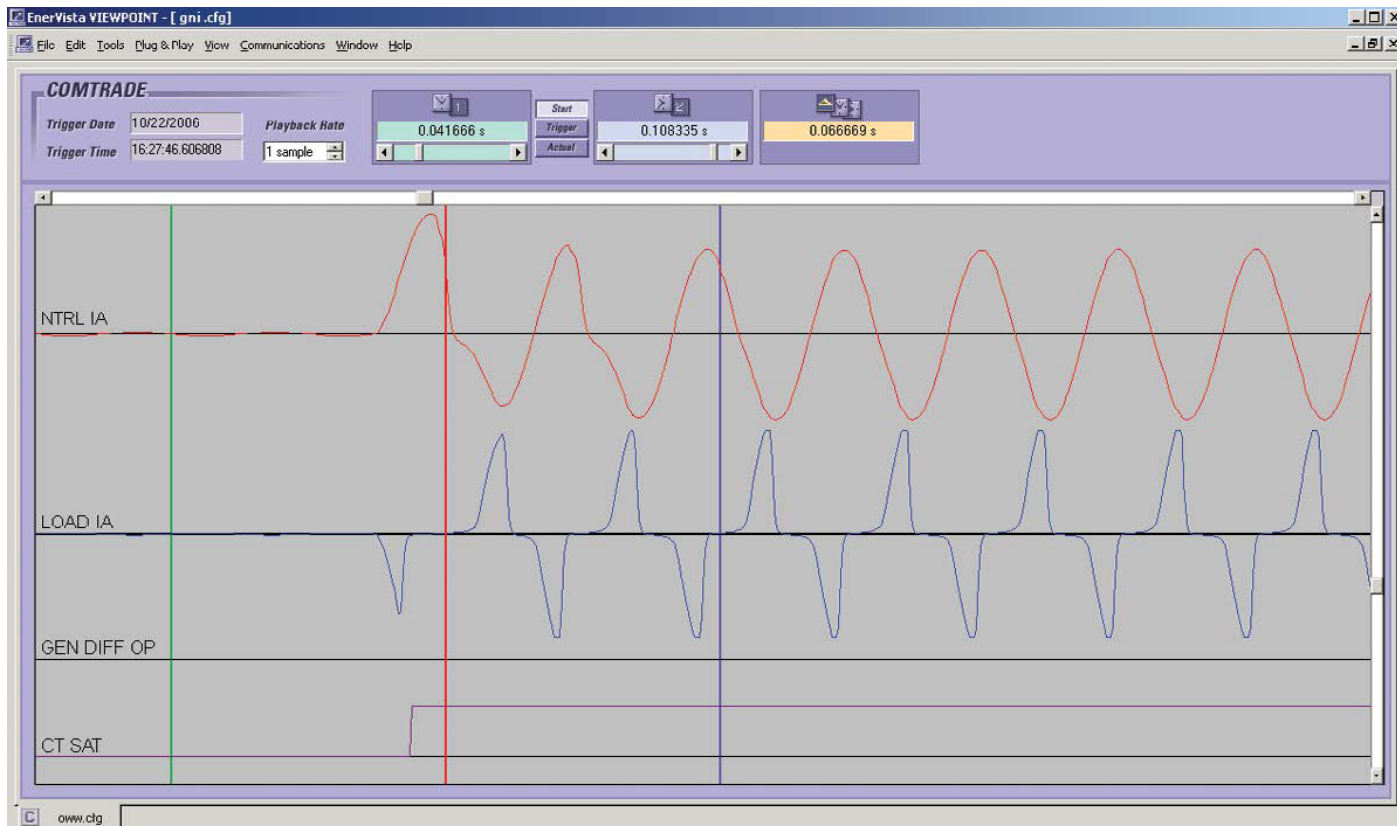 EnerVista VIEWPOINT - [ gni .cfg]
File Edit Tools Plug & Play View Communications Window Help
COMTRADE
Trigger Date 10/22/2006 Playback Rate
Trigger Time 16:27:46.606808 1 sample
1
0.041666 s
Start
Trigger
Actual
2
0.108335 s
0.066669 s
NTRL IA
LOAD IA
GEN DIFF OP
CT SAT
C